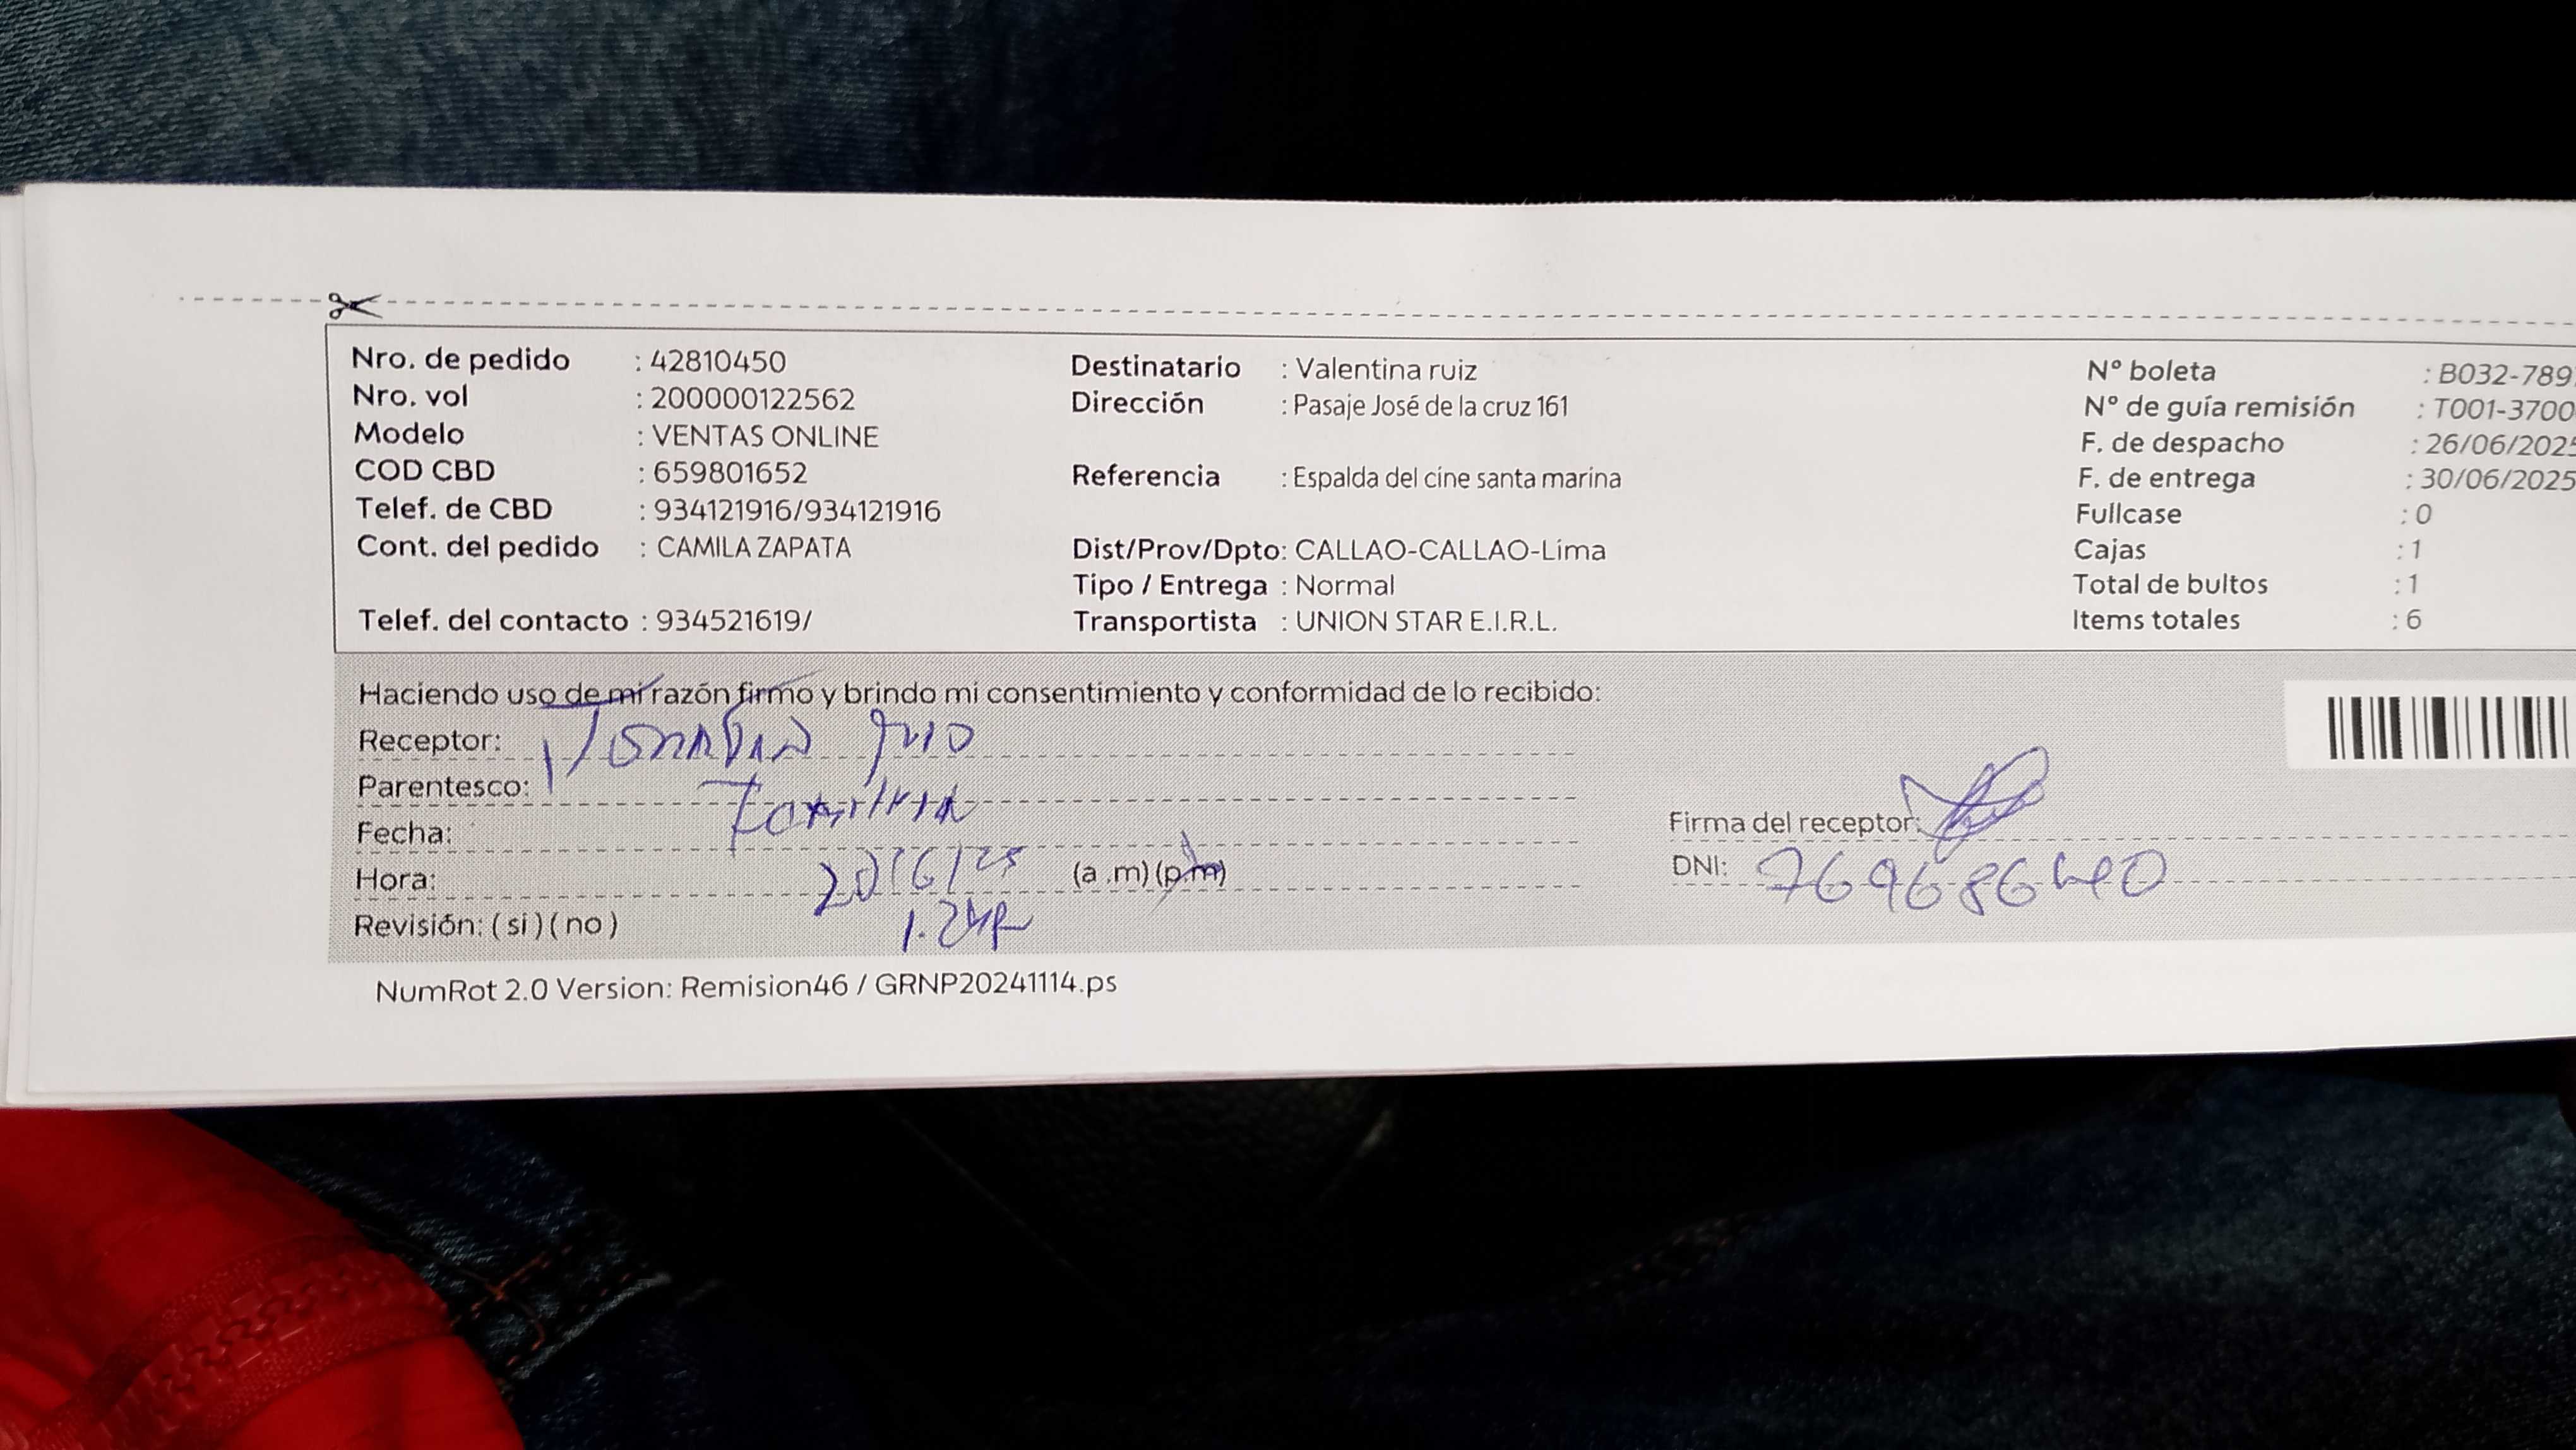 Nro. de pedido : 42810450
Nro. vol : 200000122562
Modelo : VENTAS ONLINE
COD CBD : 659801652
Telef. de CBD : 934121916/934121916
Cont. del pedido : CAMILA ZAPATA
Telef. del contacto : 934521619/
Destinatario : Valentina ruiz
Dirección : Pasaje José de la cruz 161
Referencia : Espalda del cine santa marina
Dist/Prov/Dpto: CALLAO-CALLAO-Lima
Tipo / Entrega : Normal
Transportista : UNION STAR E.I.R.L.
N° boleta : B032-789
N° de guía remisión : T001-3700
F. de despacho : 26/06/2025
F. de entrega : 30/06/2025
Fullcase : 0
Cajas : 1
Total de bultos : 1
Items totales : 6
Haciendo uso de mi razón firmo y brindo mi consentimiento y conformidad de lo recibido:
Receptor:
Parentesco:
Fecha:
Hora: (a .m) (p.m)
Revisión: ( si ) ( no )
Firma del receptor:
DNI:
NumRot 2.0 Version: Remision46 / GRNP20241114.ps